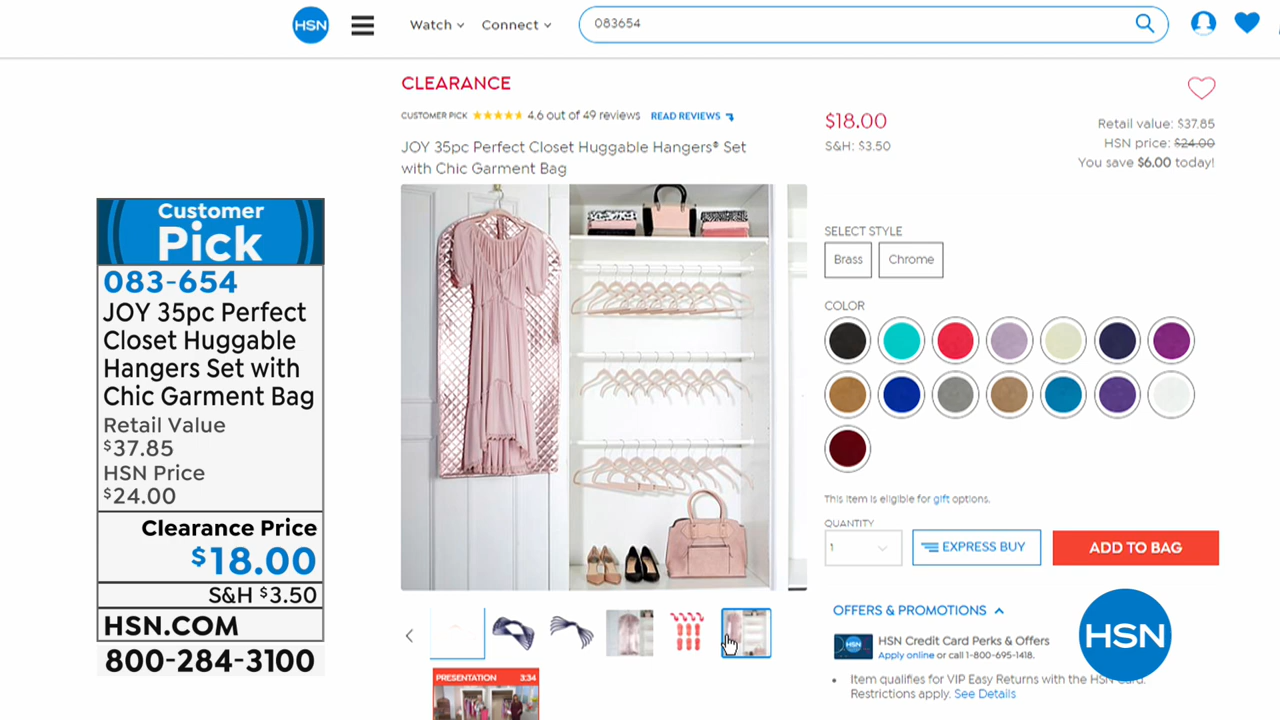 HSN
Watch
Connect
083654
CLEARANCE
CUSTOMER PICK
4.6 out of 49 reviews
READ REVIEWS
JOY 35pc Perfect Closet Huggable Hangers® Set
with Chic Garment Bag
$18.00
S&H: $3.50
Retail value: $37.85
HSN price: $24.00
You save $6.00 today!
SELECT STYLE
Brass
Chrome
COLOR
This item is eligible for gift options.
QUANTITY
1
EXPRESS BUY
ADD TO BAG
OFFERS & PROMOTIONS
HSN Credit Card Perks & Offers
Apply online or call 1-800-695-1418.
Item qualifies for VIP Easy Returns with the HSN Card.
Restrictions apply. See Details
HSN
PRESENTATION 3:34
Customer
Pick
083-654
JOY 35pc Perfect
Closet Huggable
Hangers Set with
Chic Garment Bag
Retail Value
$37.85
HSN Price
$24.00
Clearance Price
$18.00
S&H $3.50
HSN.COM
800-284-3100